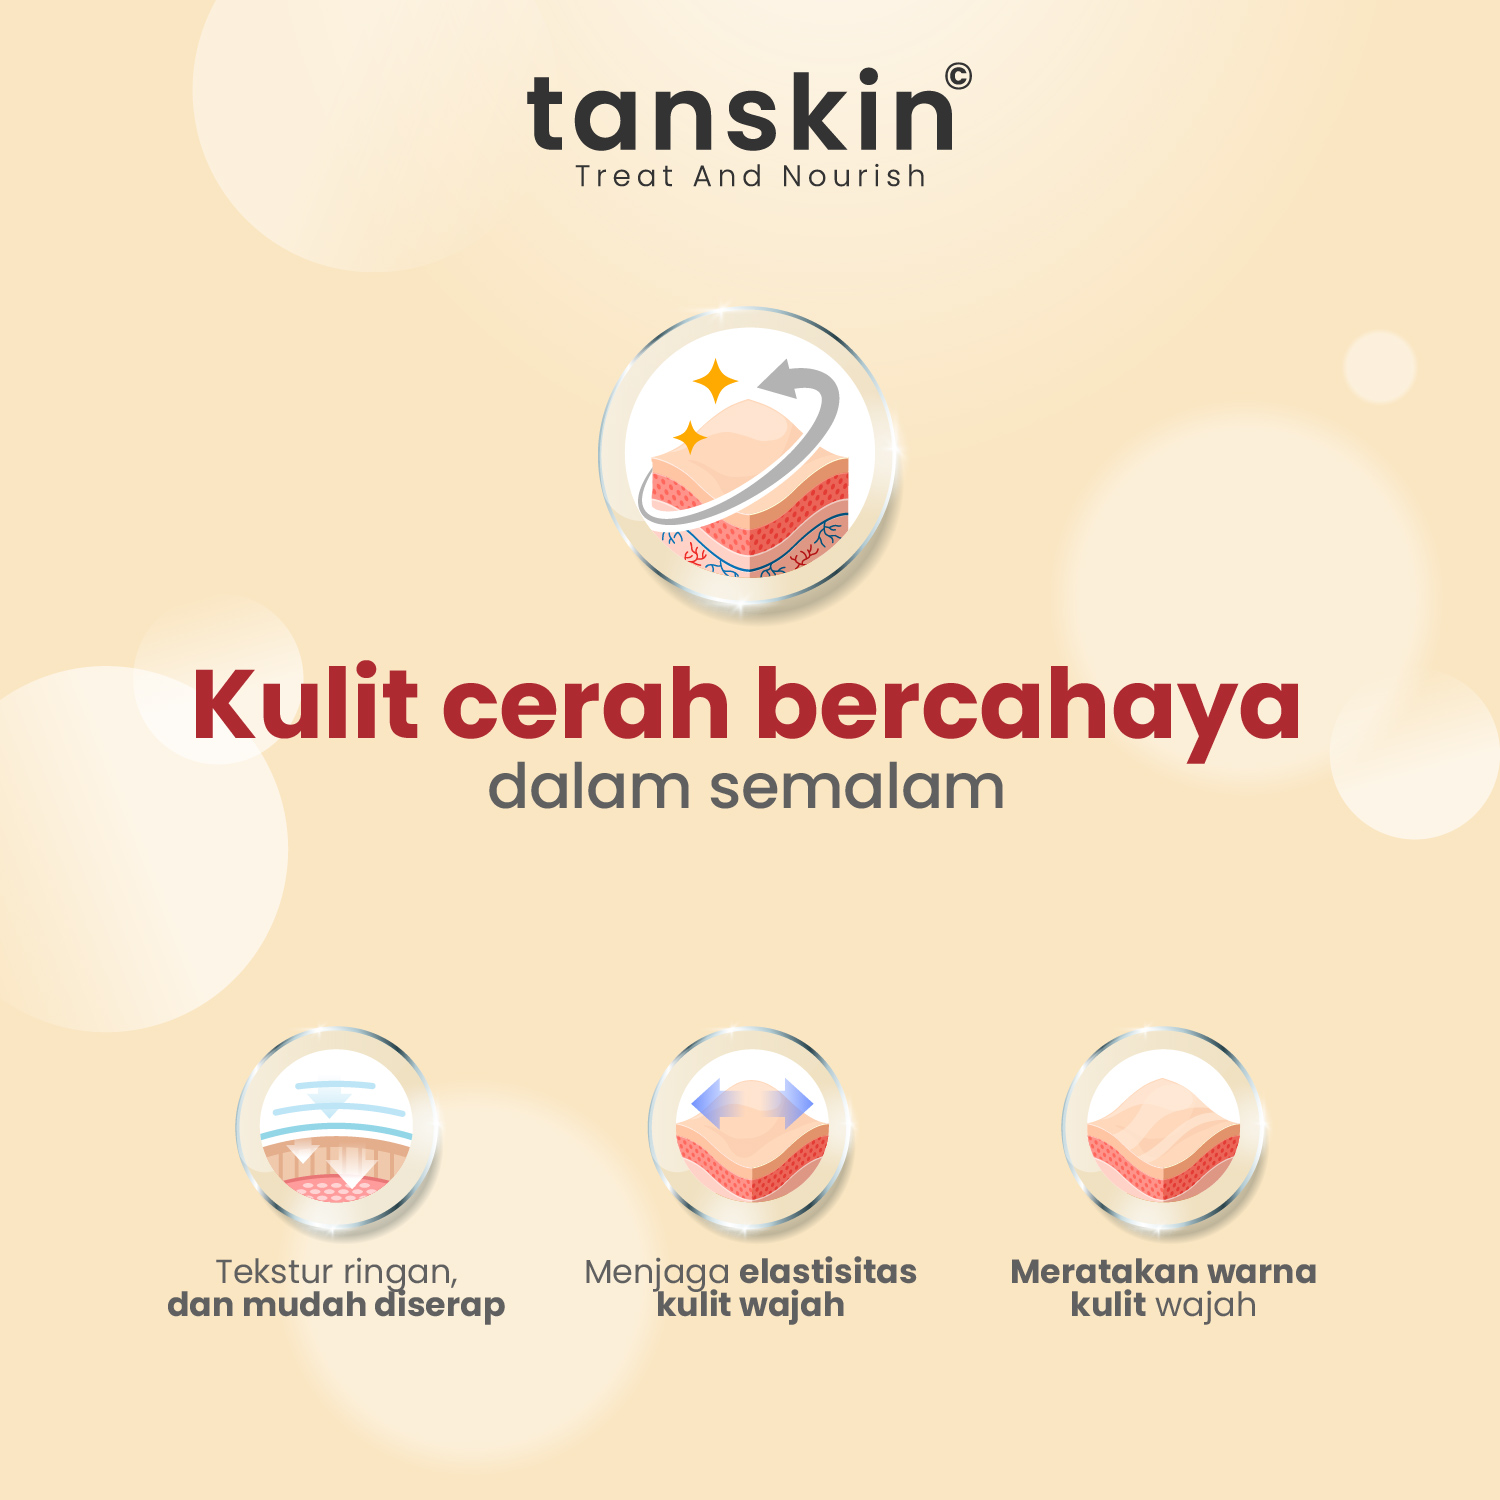 tanskin©
Treat And Nourish
Kulit cerah bercahaya
dalam semalam
Tekstur ringan,
dan mudah diserap
Menjaga elastisitas
kulit wajah
Meratakan warna
kulit wajah